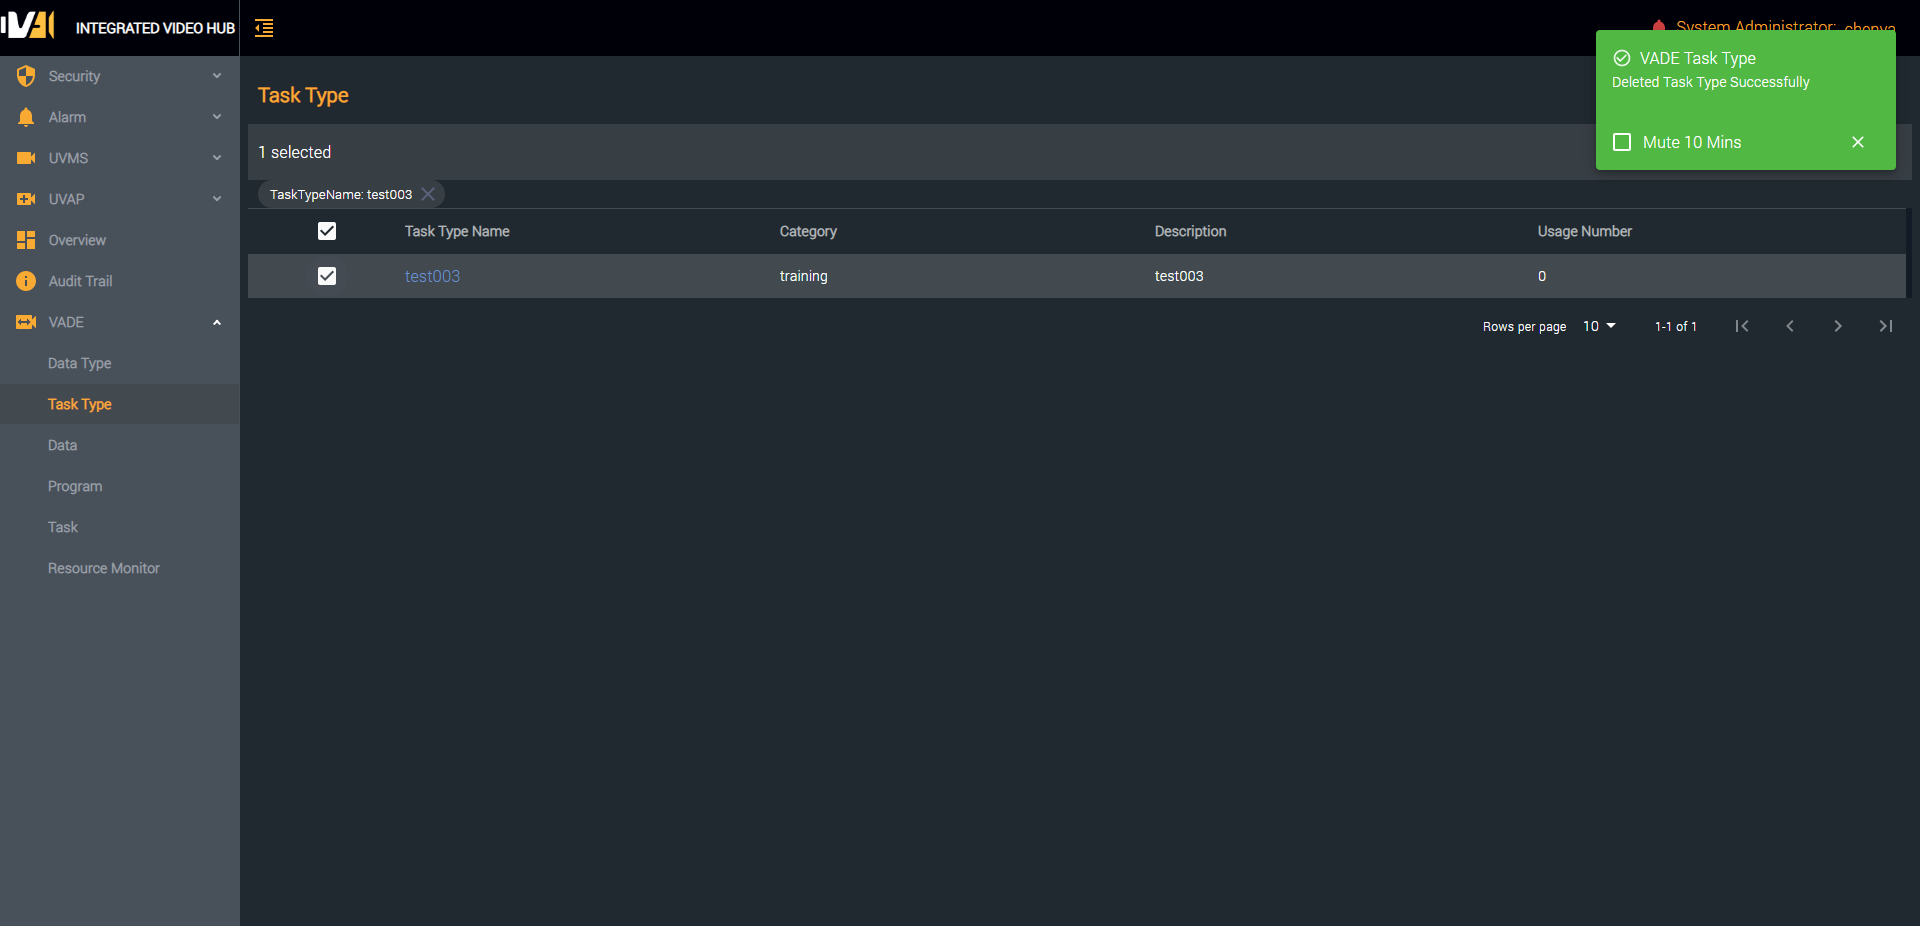 IVH INTEGRATED VIDEO HUB
System Administrator:
VADE Task Type
Deleted Task Type Successfully
Mute 10 Mins
Security
Alarm
UVMS
UVAP
Overview
Audit Trail
VADE
Data Type
Task Type
Data
Program
Task
Resource Monitor
Task Type
1 selected
TaskTypeName: test003
Task Type Name Category Description Usage Number
test003 training test003 0
Rows per page 10 1-1 of 1